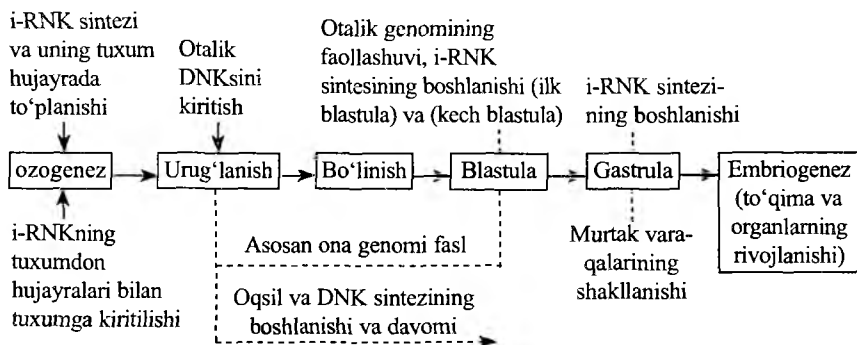 i-RNK sintezi
va uning tuxum
hujayrada
to‘planishi
Otalik
DNKsini
kiritish
Otalik genomining
faollashuvi, i-RNK
sintesining boshlanishi (ilk
blastula) va (kech blastula)
i-RNK sintezi-
ning boshlanishi
ozogenez
Urug‘lanish
Bo‘linish
Blastula
Gastrula
Embriogenez
(to‘qima va
organlarning
rivojlanishi)
i-RNKning
tuxumdon
hujayralari bilan
tuxumga kiritilishi
Asosan ona genomi fasl
Oqsil va DNK sintezining
boshlanishi va davomi
Murtak vara-
qalarining
shakllanishi